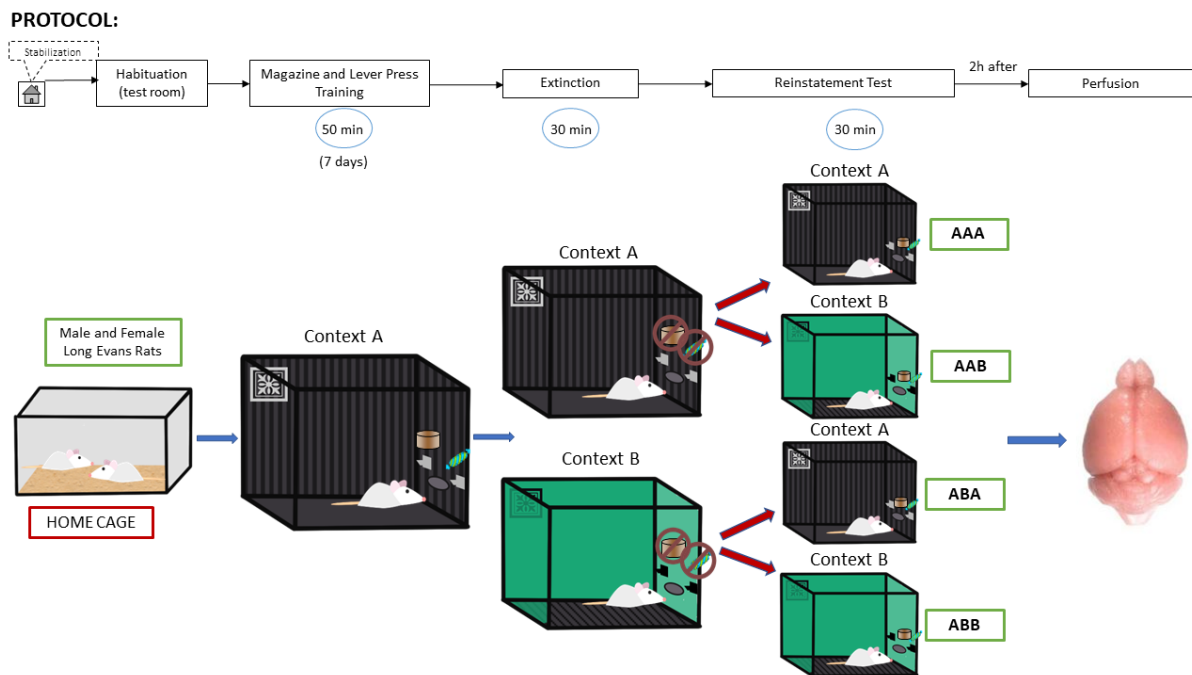 PROTOCOL:
Stabilization
Habituation
(test room)
Magazine and Lever Press
Training
Extinction
Reinstatement Test
2h after
Perfusion
50 min
(7 days)
30 min
30 min
Context A
AAA
Context A
Context B
Male and Female
Long Evans Rats
Context A
AAB
Context A
Context B
ABA
HOME CAGE
Context B
ABB